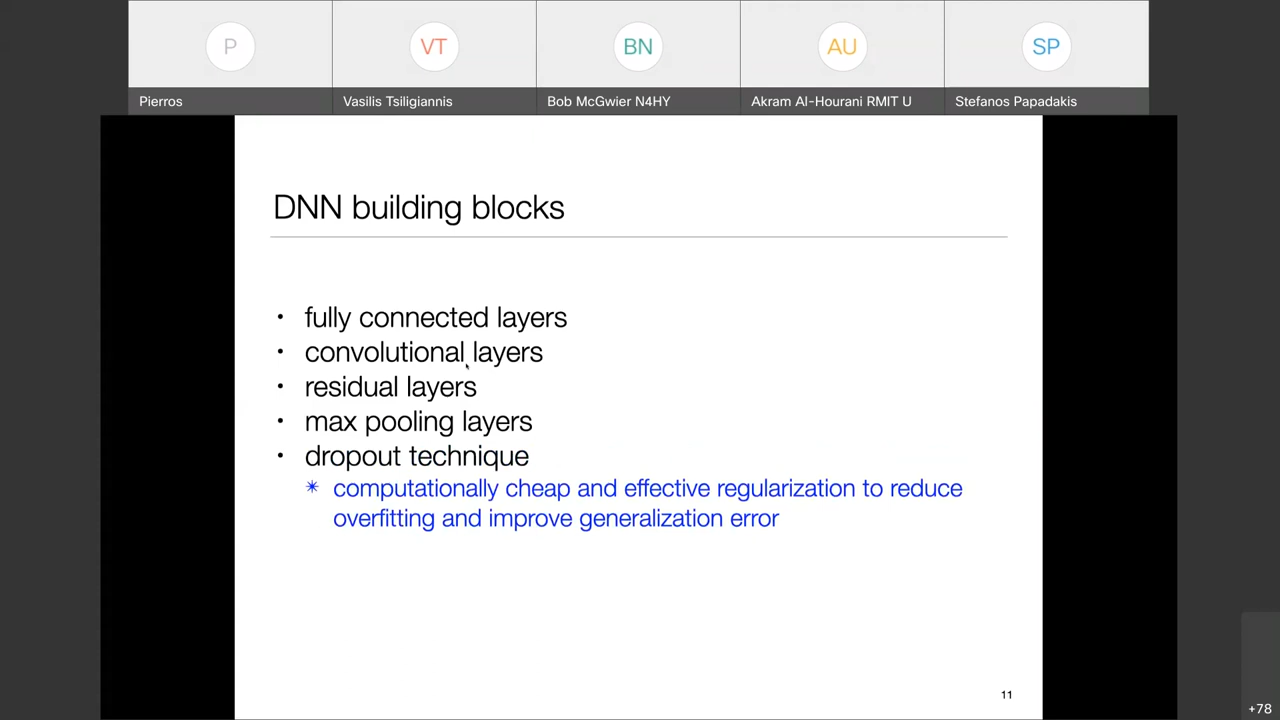 P
VT
BN
AU
SP
Pierros
Vasilis Tsiligiannis
Bob McGwier N4HY
Akram Al-Hourani RMIT U
Stefanos Papadakis
DNN building blocks
• fully connected layers
• convolutional layers
• residual layers
• max pooling layers
• dropout technique
✴ computationally cheap and effective regularization to reduce
overfitting and improve generalization error
11
+78